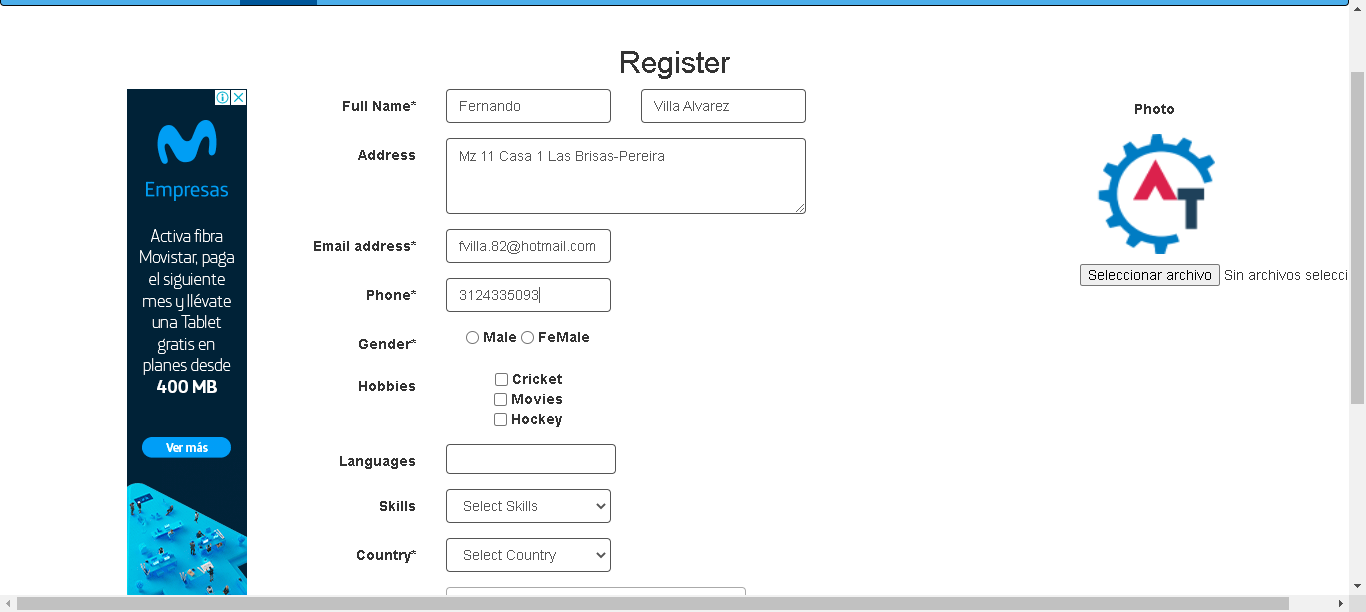 Register
Full Name*
Fernando
Villa Alvarez
Address
Mz 11 Casa 1 Las Brisas-Pereira
Email address*
fvilla.82@hotmail.com
Phone*
3124335093
Gender*
Male
FeMale
Hobbies
Cricket
Movies
Hockey
Languages
Skills
Select Skills
Country*
Select Country
Photo
AT
Seleccionar archivo
Sin archivos selecci
Empresas
Activa fibra
Movistar, paga
el siguiente
mes y llévate
una Tablet
gratis en
planes desde
400 MB
Ver más